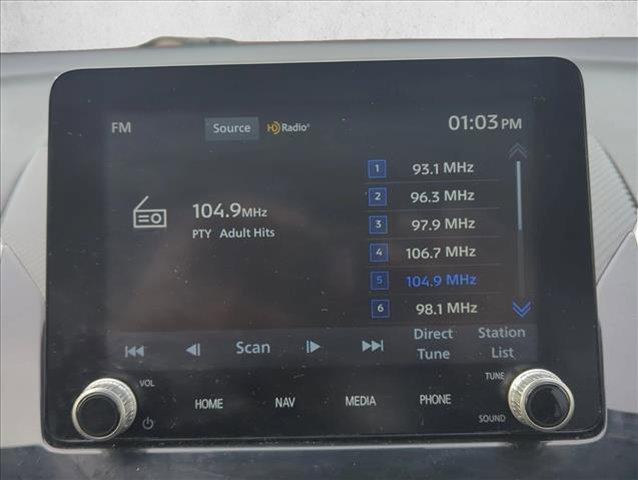 FM
Source
HD Radio®
01:03 PM
104.9 MHz
PTY Adult Hits
1 93.1 MHz
2 96.3 MHz
3 97.9 MHz
4 106.7 MHz
5 104.9 MHz
6 98.1 MHz
Scan
Direct
Tune
Station
List
VOL
HOME
NAV
MEDIA
PHONE
TUNE
SOUND